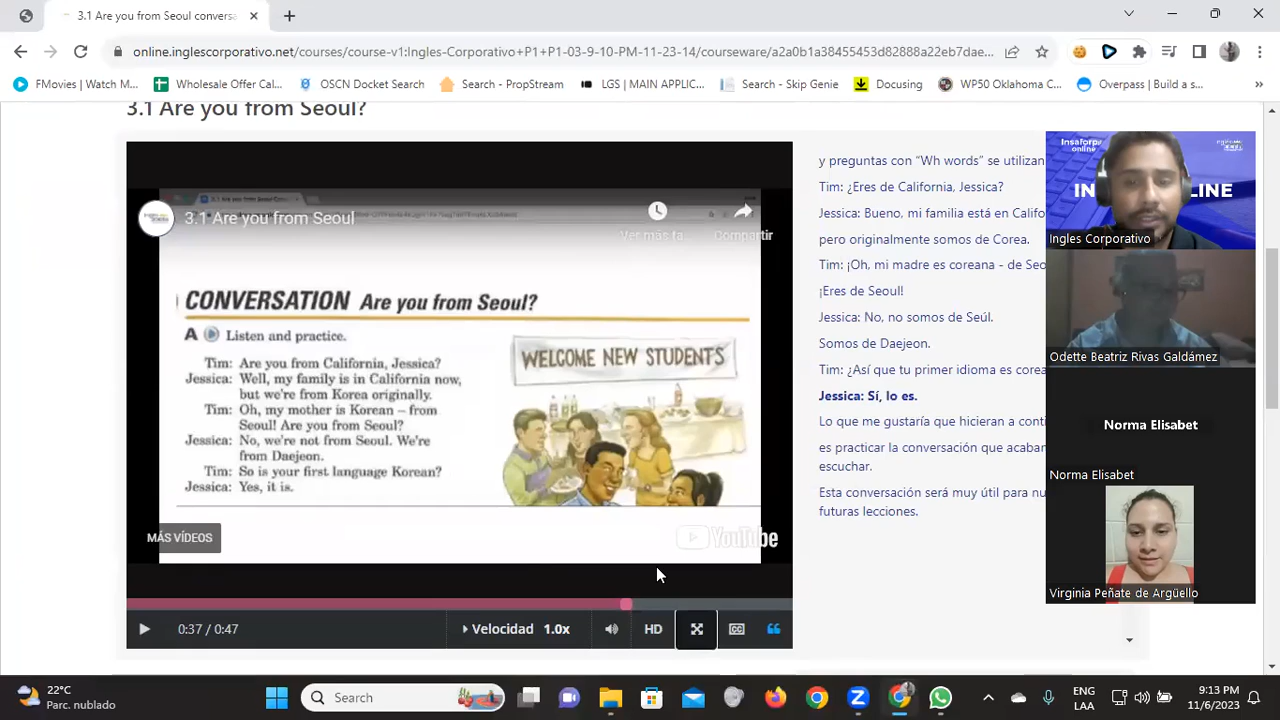 3.1 Are you from Seoul conversa
online.inglescorporativo.net/courses/course-v1:Ingles-Corporativo+P1+P1-03-9-10-PM-11-23-14/courseware/a2a0b1a38455453d82888a22eb7dae...
FMovies | Watch M...
Wholesale Offer Cal...
OSCN Docket Search
Search - PropStream
LGS | MAIN APPLIC...
Search - Skip Genie
Docusing
WP50 Oklahoma C...
Overpass | Build a s...
3.1 Are you from Seoul?
3.1 Are you from Seoul
Ver más fa...
Compartir
CONVERSATION Are you from Seoul?
A Listen and practice.
Tim: Are you from California, Jessica?
Jessica: Well, my family is in California now,
but we're from Korea originally.
Tim: Oh, my mother is Korean – from
Seoul! Are you from Seoul?
Jessica: No, we're not from Seoul. We're
from Daejeon.
Tim: So is your first language Korean?
Jessica: Yes, it is.
WELCOME NEW STUDENTS
MÁS VÍDEOS
YouTube
0:37 / 0:47
Velocidad 1.0x
HD
y preguntas con “Wh words” se utilizan
Tim: ¿Eres de California, Jessica?
Jessica: Bueno, mi familia está en Califo
pero originalmente somos de Corea.
Tim: ¡Oh, mi madre es coreana - de Seo
¡Eres de Seoul!
Jessica: No, no somos de Seúl.
Somos de Daejeon.
Tim: ¿Así que tu primer idioma es corea
Jessica: Sí, lo es.
Lo que me gustaría que hicieran a conti
es practicar la conversación que acaban
escuchar.
Esta conversación será muy útil para nu
futuras lecciones.
Insaforp
online
IN
LINE
Ingles Corporativo
Odette Beatriz Rivas Galdámez
Norma Elisabet
Norma Elisabet
Virginia Peñate de Argüello
22°C
Parc. nublado
Search
ENG
LAA
9:13 PM
11/6/2023